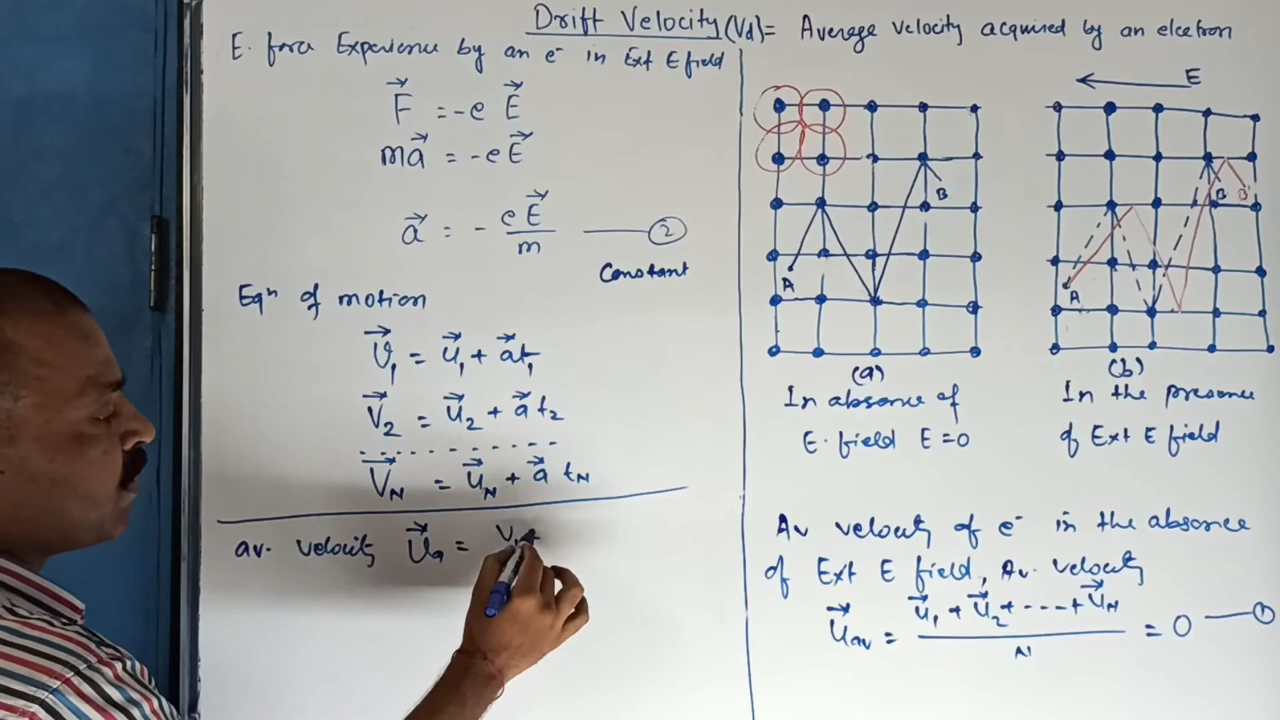 Drift Velocity (Vd) = Average velocity acquired by an elcetron
E. force Experience by an e⁻ in Ext E field
F⃗ = -e E⃗
ma⃗ = -e E⃗
a⃗ = - eE⃗/m ——— ②
Constant
Eqⁿ of motion
V⃗₁ = u⃗₁ + a⃗t₁
V⃗₂ = u⃗₂ + a⃗ t₂
- - - - - - - - - - -
V⃗N = u⃗N + a⃗ tN
av. velocity
E
A
B
A
B
B'
(a)
In absence of
E. field E = 0
(b)
In the presence
of Ext E field
Av velocity of e⁻ in the absence
of Ext E field, Av. velocity
u⃗av = (u⃗₁ + u⃗₂ + ---- + u⃗N)/N = 0 ——— ①